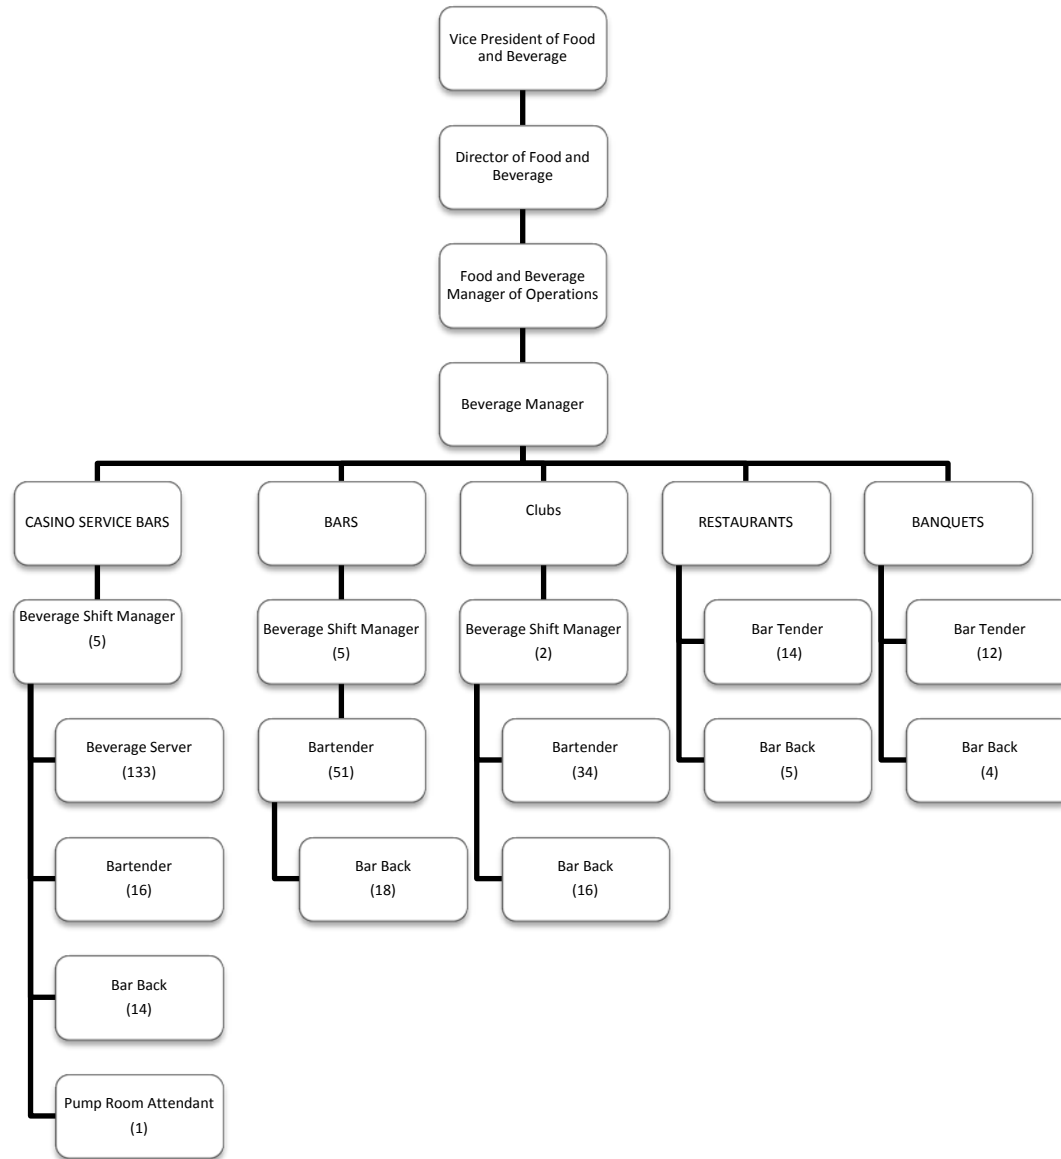 Vice President of Food
and Beverage
Director of Food and
Beverage
Food and Beverage
Manager of Operations
Beverage Manager
CASINO SERVICE BARS
Beverage Shift Manager
(5)
Beverage Server
(133)
Bartender
(16)
Bar Back
(14)
Pump Room Attendant
(1)
BARS
Beverage Shift Manager
(5)
Bartender
(51)
Bar Back
(18)
Clubs
Beverage Shift Manager
(2)
Bartender
(34)
Bar Back
(16)
RESTAURANTS
Bar Tender
(14)
Bar Back
(5)
BANQUETS
Bar Tender
(12)
Bar Back
(4)